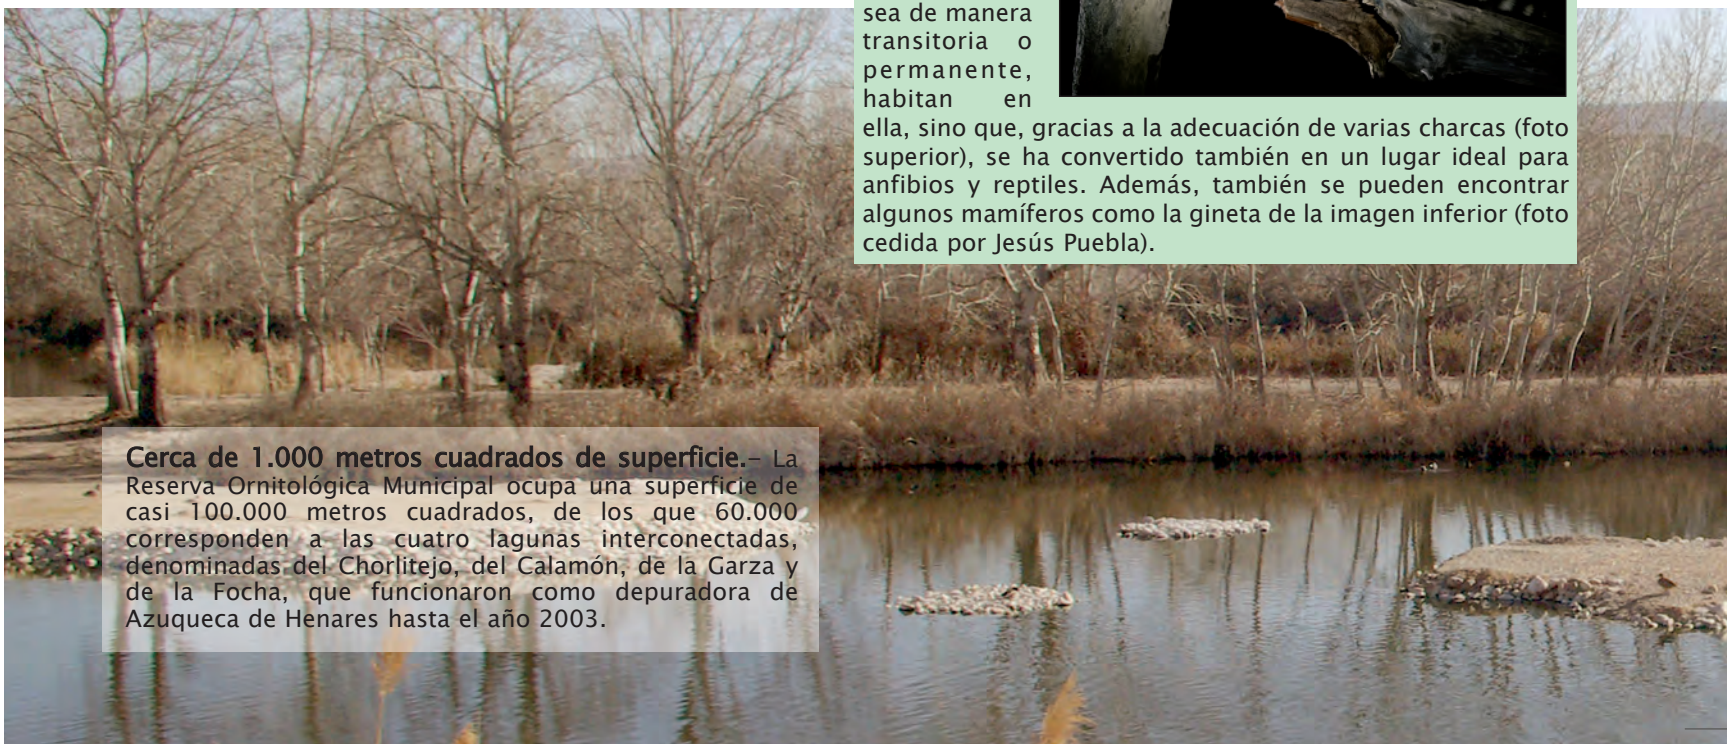 sea de manera
transitoria o
permanente,
habitan en
ella, sino que, gracias a la adecuación de varias charcas (foto
superior), se ha convertido también en un lugar ideal para
anfibios y reptiles. Además, también se pueden encontrar
algunos mamíferos como la gineta de la imagen inferior (foto
cedida por Jesús Puebla).
Cerca de 1.000 metros cuadrados de superficie.– La
Reserva Ornitológica Municipal ocupa una superficie de
casi 100.000 metros cuadrados, de los que 60.000
corresponden a las cuatro lagunas interconectadas,
denominadas del Chorlitejo, del Calamón, de la Garza y
de la Focha, que funcionaron como depuradora de
Azuqueca de Henares hasta el año 2003.